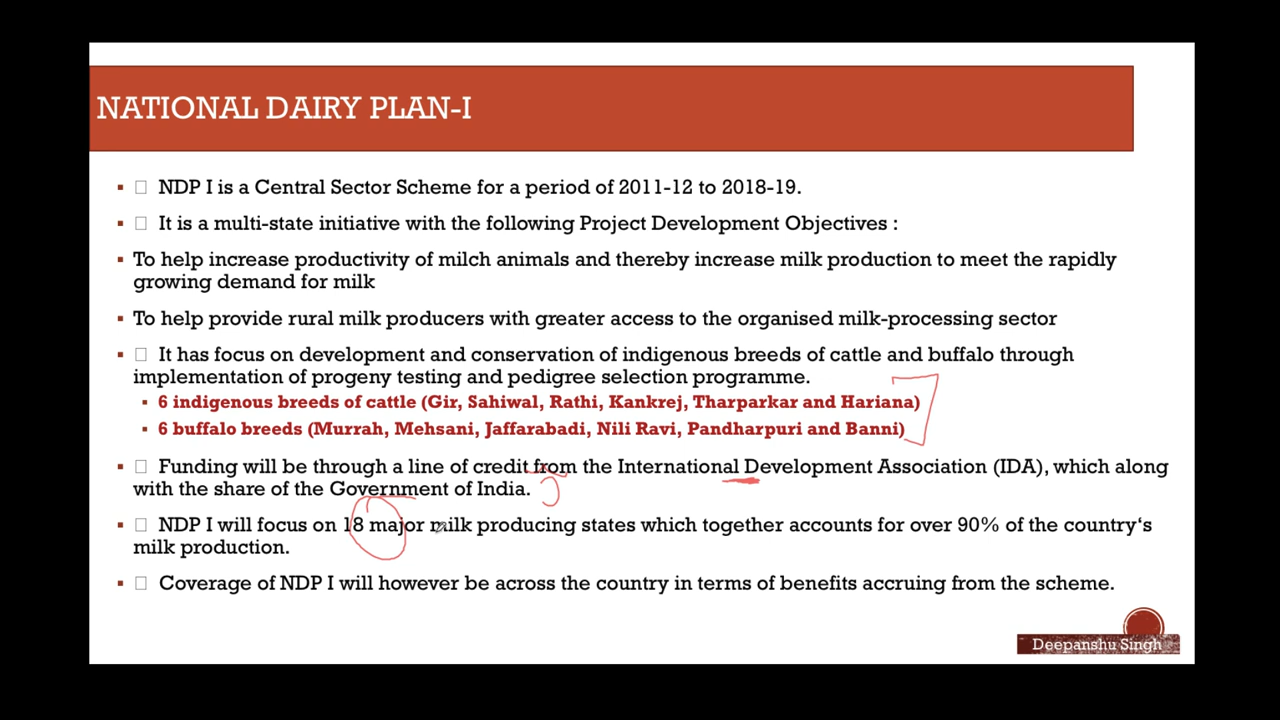 NATIONAL DAIRY PLAN-I
NDP I is a Central Sector Scheme for a period of 2011-12 to 2018-19.
It is a multi-state initiative with the following Project Development Objectives :
To help increase productivity of milch animals and thereby increase milk production to meet the rapidly
growing demand for milk
To help provide rural milk producers with greater access to the organised milk-processing sector
It has focus on development and conservation of indigenous breeds of cattle and buffalo through
implementation of progeny testing and pedigree selection programme.
6 indigenous breeds of cattle (Gir, Sahiwal, Rathi, Kankrej, Tharparkar and Hariana)
6 buffalo breeds (Murrah, Mehsani, Jaffarabadi, Nili Ravi, Pandharpuri and Banni)
Funding will be through a line of credit from the International Development Association (IDA), which along
with the share of the Government of India.
NDP I will focus on 18 major milk producing states which together accounts for over 90% of the country‘s
milk production.
Coverage of NDP I will however be across the country in terms of benefits accruing from the scheme.
Deepanshu Singh